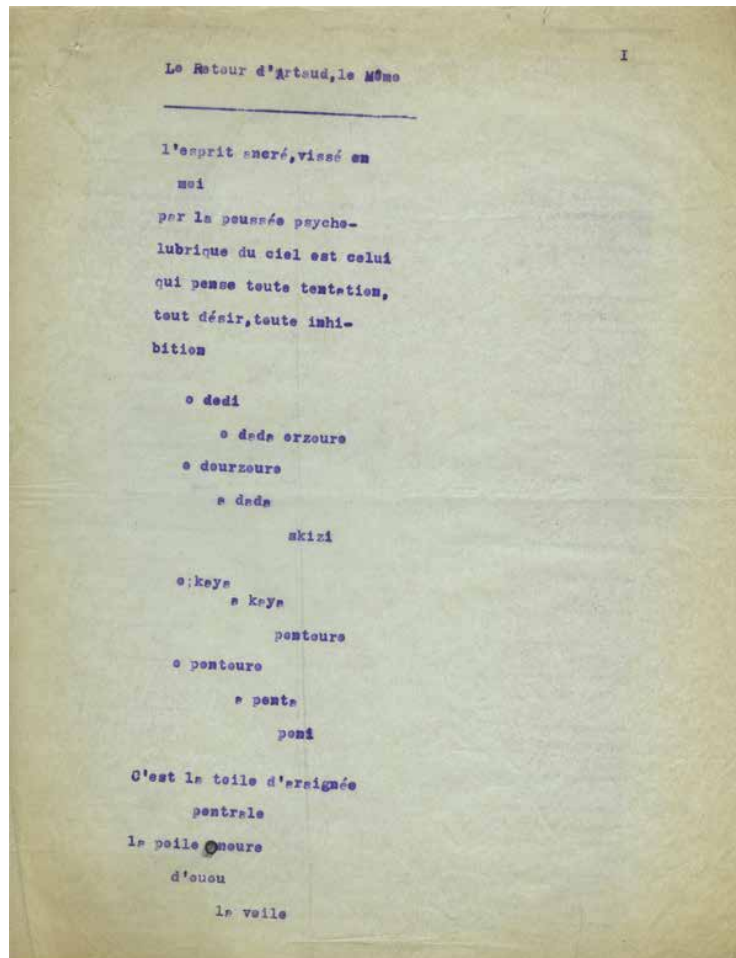 I
Le Retour d'Artaud,le Mômo
l'esprit ancré,vissé en
moi
par la poussée psycho-
lubrique du ciel est celui
qui pense toute tentation,
tout désir,toute inhi-
bition
o dedi
o dada orzoura
o dourzoura
a dada
skizi
o;kaya
a kaya
pontoura
o pontoura
a ponta
poni
C'est la toile d'araignée
pentrale
la poile onoure
d'ouou
la voile